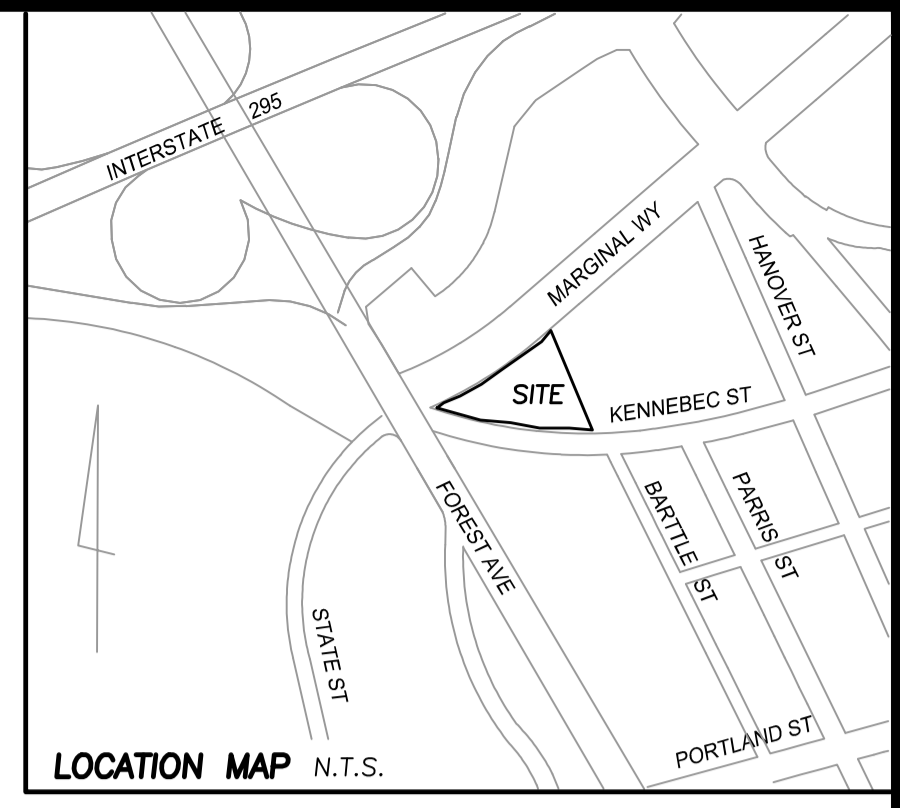 INTERSTATE 295
MARGINAL WY
HANOVER ST
SITE
KENNEBEC ST
FOREST AVE
BARTTLE ST
PARRIS ST
STATE ST
PORTLAND ST
LOCATION MAP N.T.S.